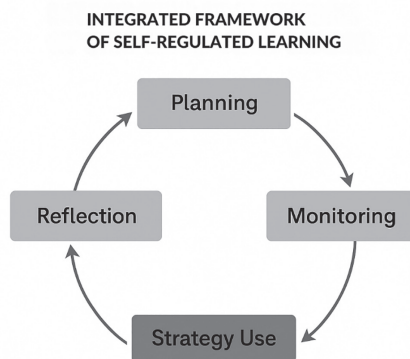 INTEGRATED FRAMEWORK
OF SELF-REGULATED LEARNING
Planning
Reflection
Monitoring
Strategy Use